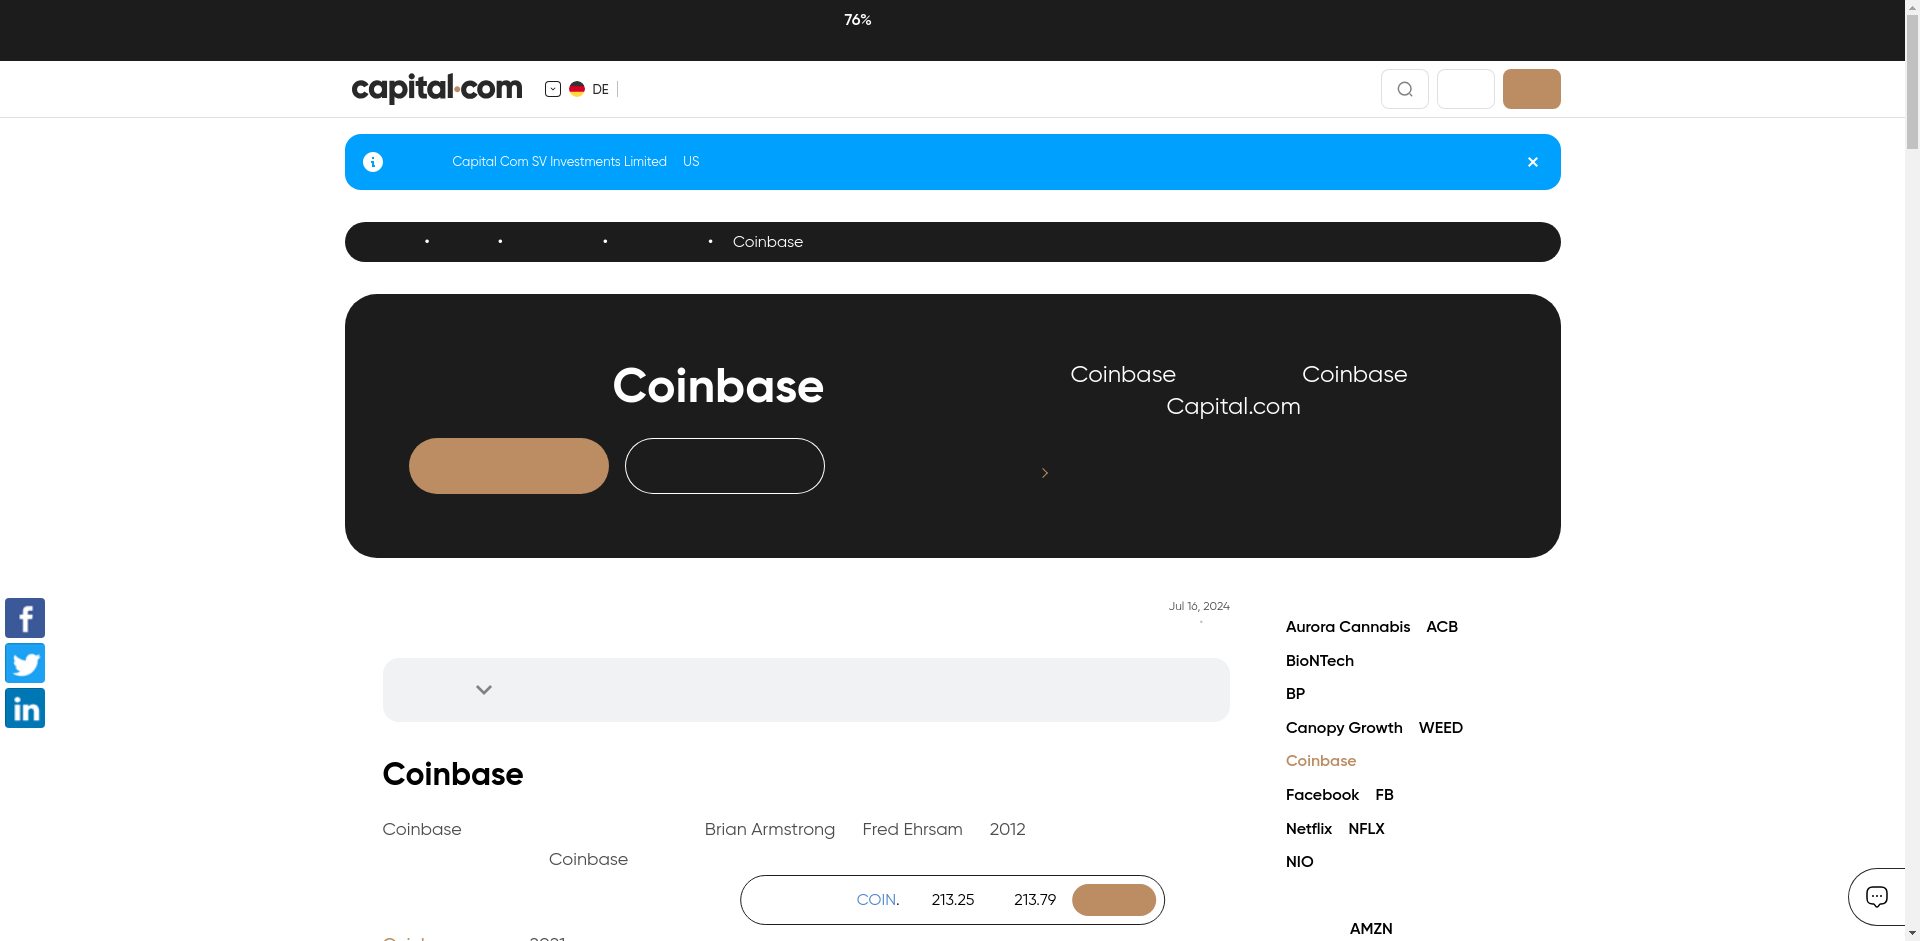 76%
capital.com
DE
Capital Com SV Investments Limited US
• • • • Coinbase
Coinbase
Coinbase Coinbase
Capital.com
Jul 16, 2024
Aurora Cannabis ACB
BioNTech
BP
Canopy Growth WEED
Coinbase
Facebook FB
Netflix NFLX
NIO
AMZN
Coinbase
Coinbase Brian Armstrong Fred Ehrsam 2012
Coinbase
COIN. 213.25 213.79